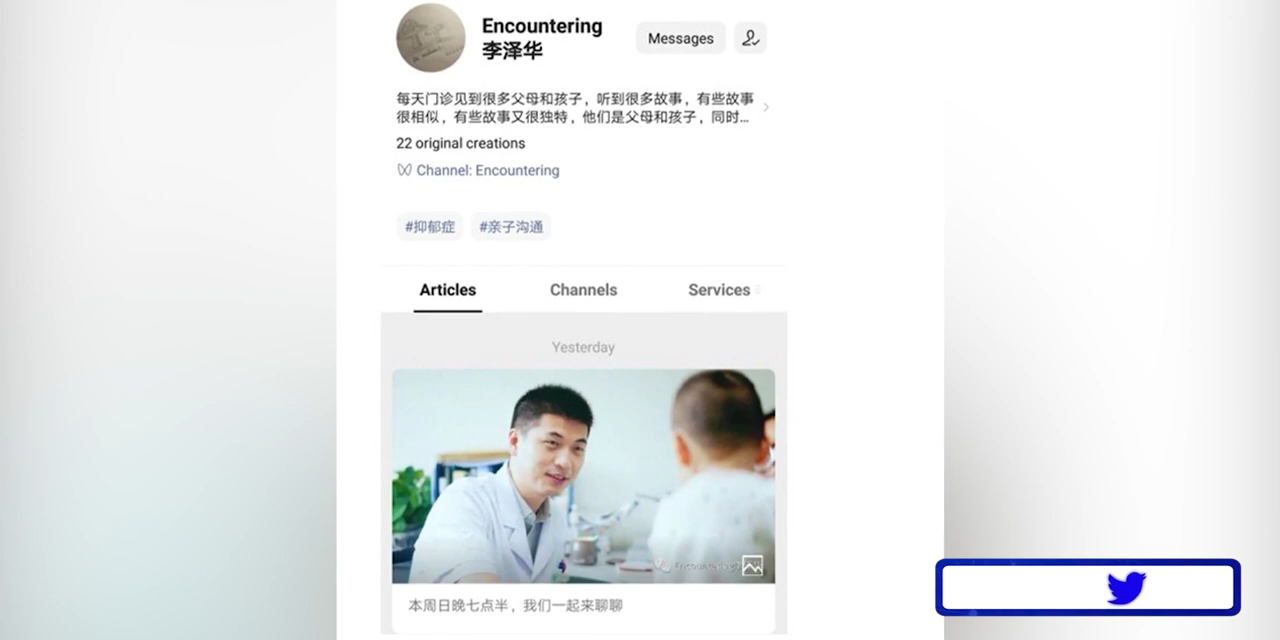 Encountering
李泽华
Messages
每天门诊见到很多父母和孩子，听到很多故事，有些故事
很相似，有些故事又很独特，他们是父母和孩子，同时...
22 original creations
Channel: Encountering
#抑郁症 #亲子沟通
Articles Channels Services
Yesterday
本周日晚七点半，我们一起来聊聊